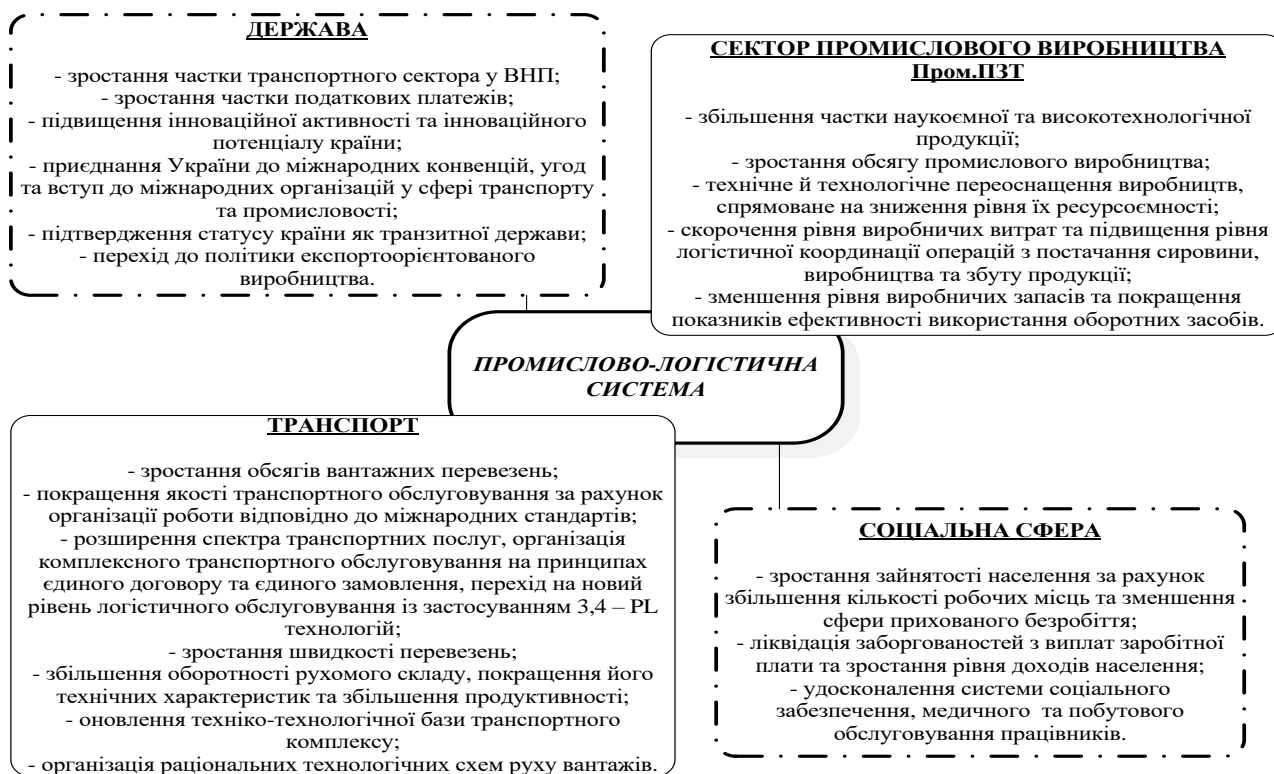 ДЕРЖАВА
- зростання частки транспортного сектора у ВНП;
- зростання частки податкових платежів;
- підвищення інноваційної активності та інноваційного
потенціалу країни;
- приєднання України до міжнародних конвенцій, угод
та вступ до міжнародних організацій у сфері транспорту
та промисловості;
- підтвердження статусу країни як транзитної держави;
- перехід до політики експортоорієнтованого
виробництва.
СЕКТОР ПРОМИСЛОВОГО ВИРОБНИЦТВА
Пром.ПЗТ
- збільшення частки наукоємної та високотехнологічної
продукції;
- зростання обсягу промислового виробництва;
- технічне й технологічне переоснащення виробництв,
спрямоване на зниження рівня їх ресурсоємності;
- скорочення рівня виробничих витрат та підвищення рівня
логістичної координації операцій з постачання сировини,
виробництва та збуту продукції;
- зменшення рівня виробничих запасів та покращення
показників ефективності використання оборотних засобів.
ПРОМИСЛОВО-ЛОГІСТИЧНА
СИСТЕМА
ТРАНСПОРТ
- зростання обсягів вантажних перевезень;
- покращення якості транспортного обслуговування за рахунок
організації роботи відповідно до міжнародних стандартів;
- розширення спектра транспортних послуг, організація
комплексного транспортного обслуговування на принципах
єдиного договору та єдиного замовлення, перехід на новий
рівень логістичного обслуговування із застосуванням 3,4 – PL
технологій;
- зростання швидкості перевезень;
- збільшення оборотності рухомого складу, покращення його
технічних характеристик та збільшення продуктивності;
- оновлення техніко-технологічної бази транспортного
комплексу;
- організація раціональних технологічних схем руху вантажів.
СОЦІАЛЬНА СФЕРА
- зростання зайнятості населення за рахунок
збільшення кількості робочих місць та зменшення
сфери прихованого безробіття;
- ліквідація заборгованостей з виплат заробітної
плати та зростання рівня доходів населення;
- удосконалення системи соціального
забезпечення, медичного та побутового
обслуговування працівників.